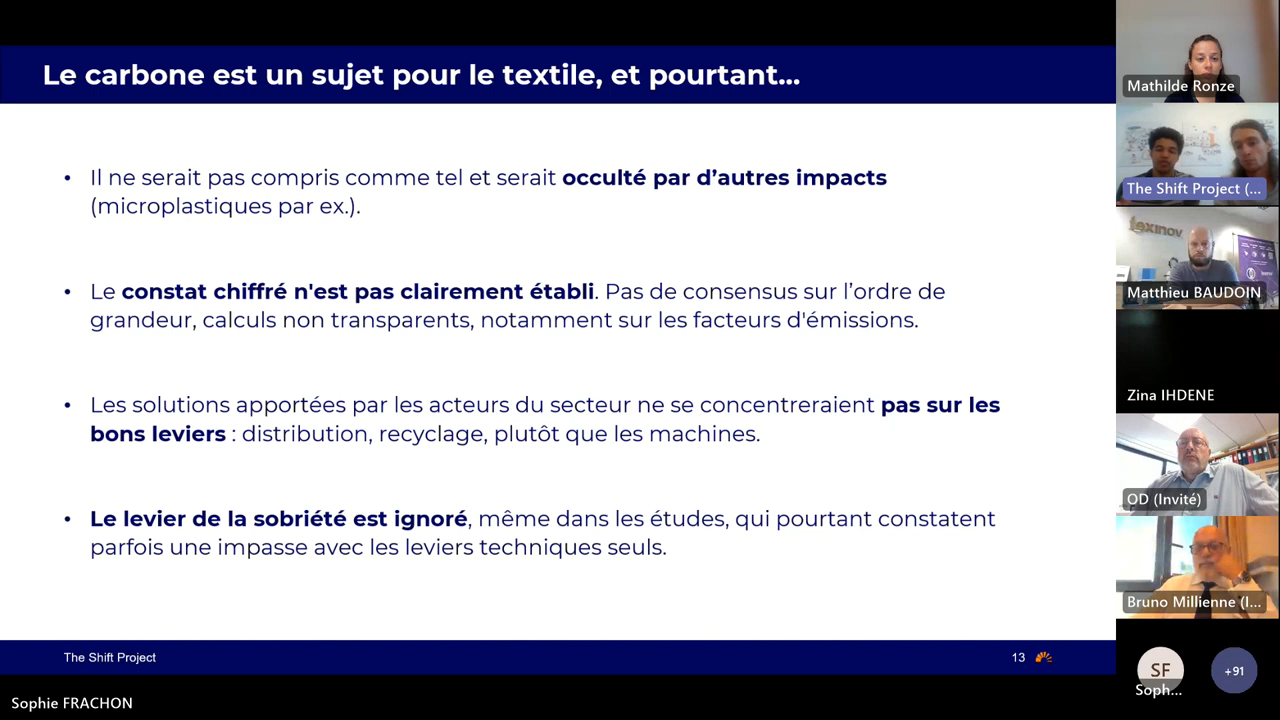 Le carbone est un sujet pour le textile, et pourtant...
• Il ne serait pas compris comme tel et serait occulté par d’autres impacts
(microplastiques par ex.).
• Le constat chiffré n'est pas clairement établi. Pas de consensus sur l’ordre de
grandeur, calculs non transparents, notamment sur les facteurs d'émissions.
• Les solutions apportées par les acteurs du secteur ne se concentreraient pas sur les
bons leviers : distribution, recyclage, plutôt que les machines.
• Le levier de la sobriété est ignoré, même dans les études, qui pourtant constatent
parfois une impasse avec les leviers techniques seuls.
The Shift Project
13
Sophie FRACHON
Mathilde Ronze
The Shift Project (...
texinov
Matthieu BAUDOIN
Zina IHDENE
OD (Invité)
Bruno Millienne (I...
SF
Soph...
+91